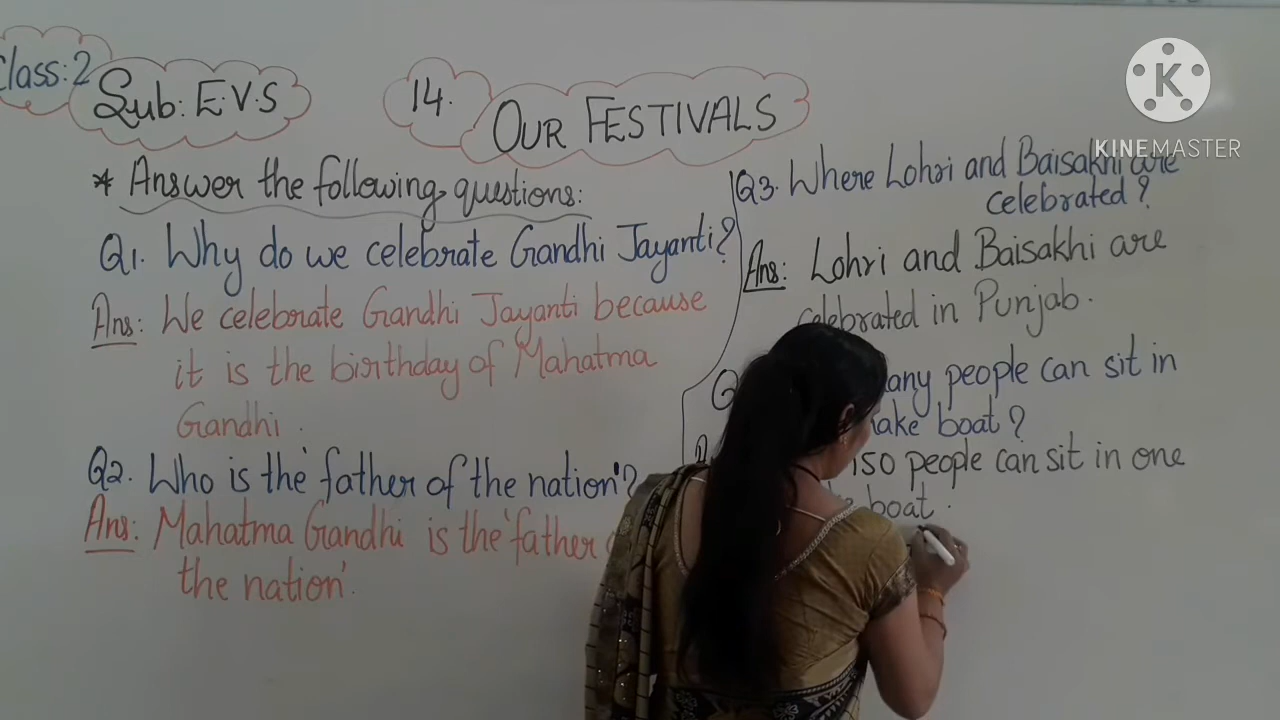 Class: 2
Sub: E.V.S
14.
OUR FESTIVALS
* Answer the following questions:
Q1. Why do we celebrate Gandhi Jayanti?
Ans: We celebrate Gandhi Jayanti because
it is the birthday of Mahatma
Gandhi.
Q2. Who is the 'father of the nation'?
Ans: Mahatma Gandhi is the 'father
the nation'.
Q3. Where Lohri and Baisakhi are
celebrated?
Ans: Lohri and Baisakhi are
celebrated in Punjab.
people can sit in
boat?
150 people can sit in one
boat.
K
KINEMASTER